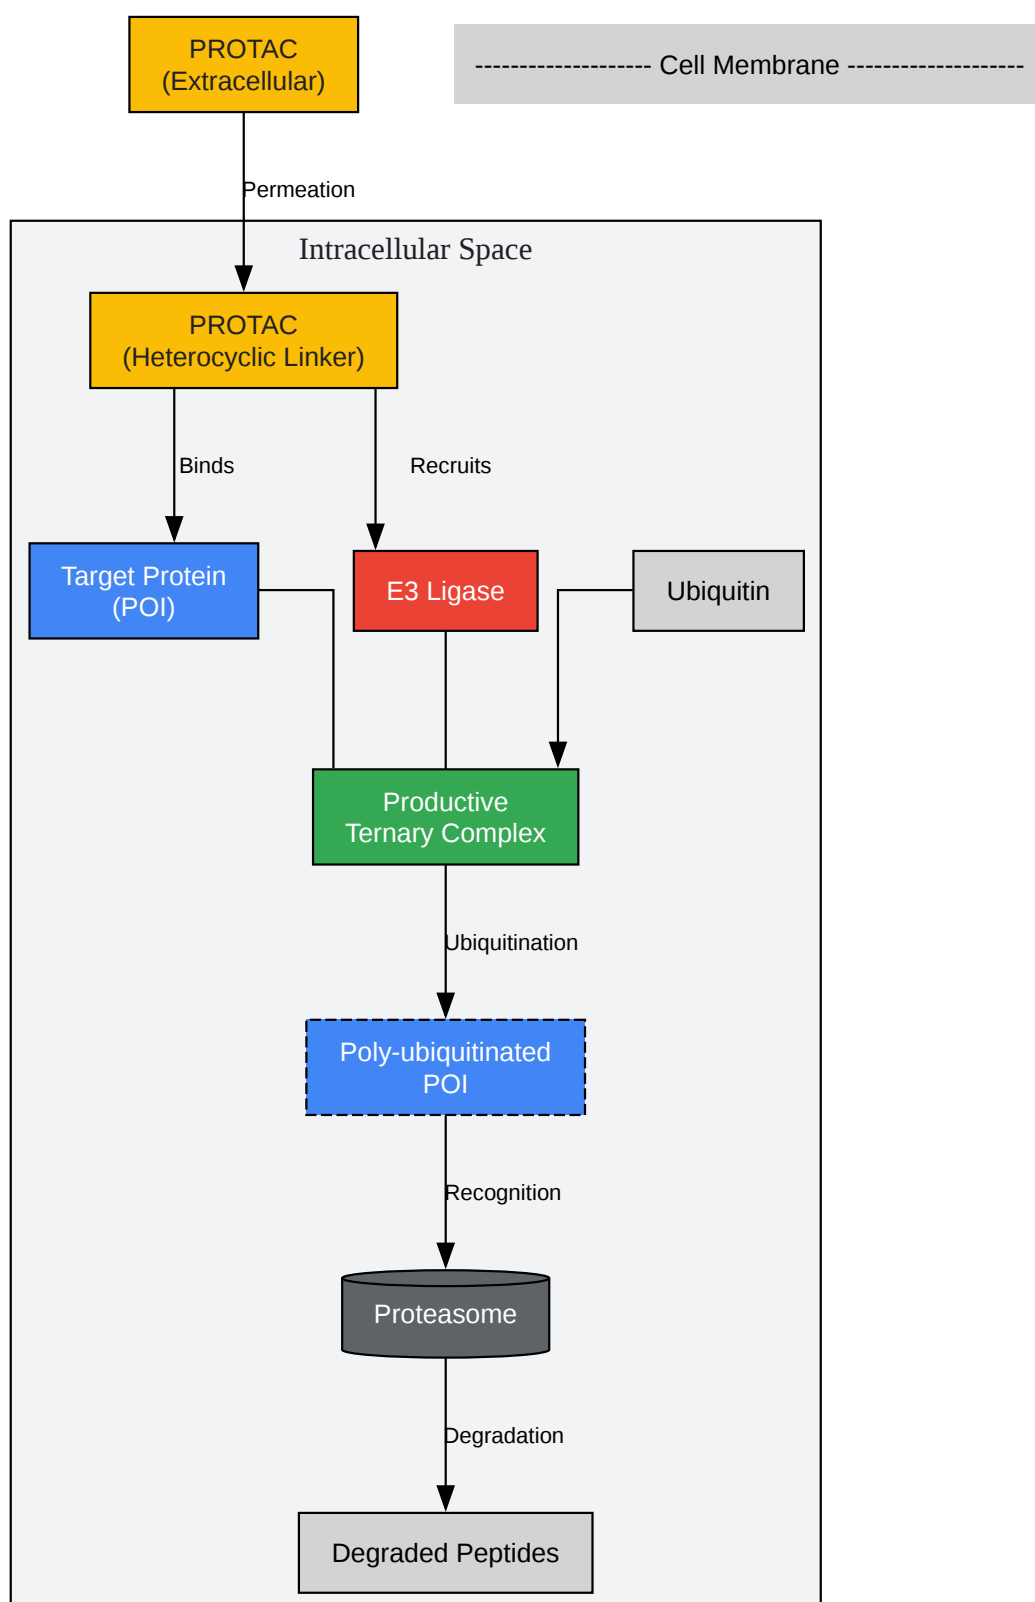 PROTAC
(Extracellular)
-------------------- Cell Membrane --------------------
Permeation
Intracellular Space
PROTAC
(Heterocyclic Linker)
Binds
Recruits
Target Protein
(POI)
E3 Ligase
Ubiquitin
Productive
Ternary Complex
Ubiquitination
Poly-ubiquitinated
POI
Recognition
Proteasome
Degradation
Degraded Peptides